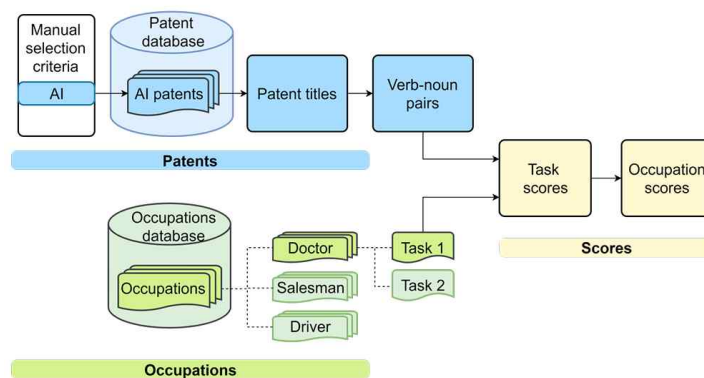 Manual
selection
criteria
AI
Patent
database
AI patents
Patent titles
Verb-noun
pairs
Patents
Task
scores
Occupation
scores
Scores
Occupations
database
Occupations
Doctor
Salesman
Driver
Task 1
Task 2
Occupations